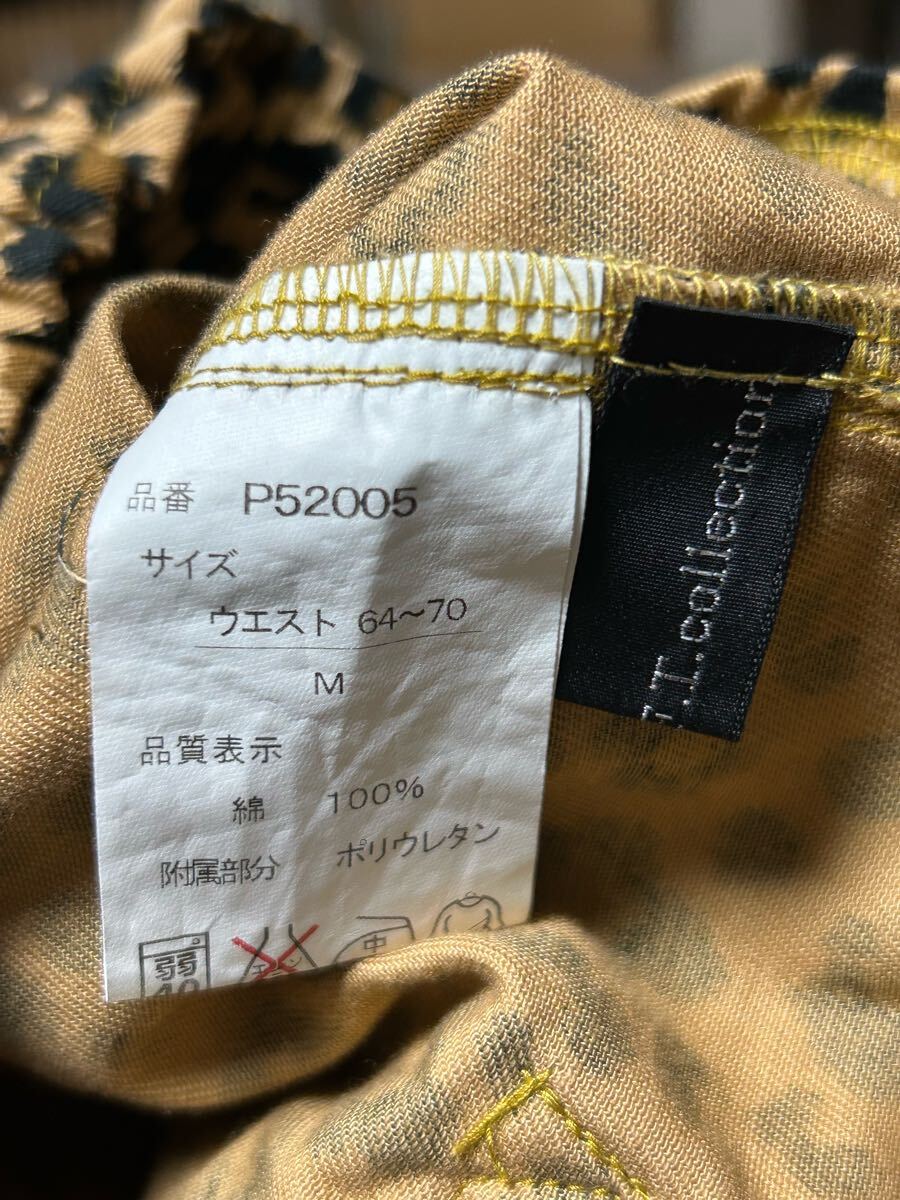 品番 P52005
サイズ
ウエスト 64〜70
M
品質表示
綿 100%
附属部分 ポリウレタン
弱
40
中
.T.collection